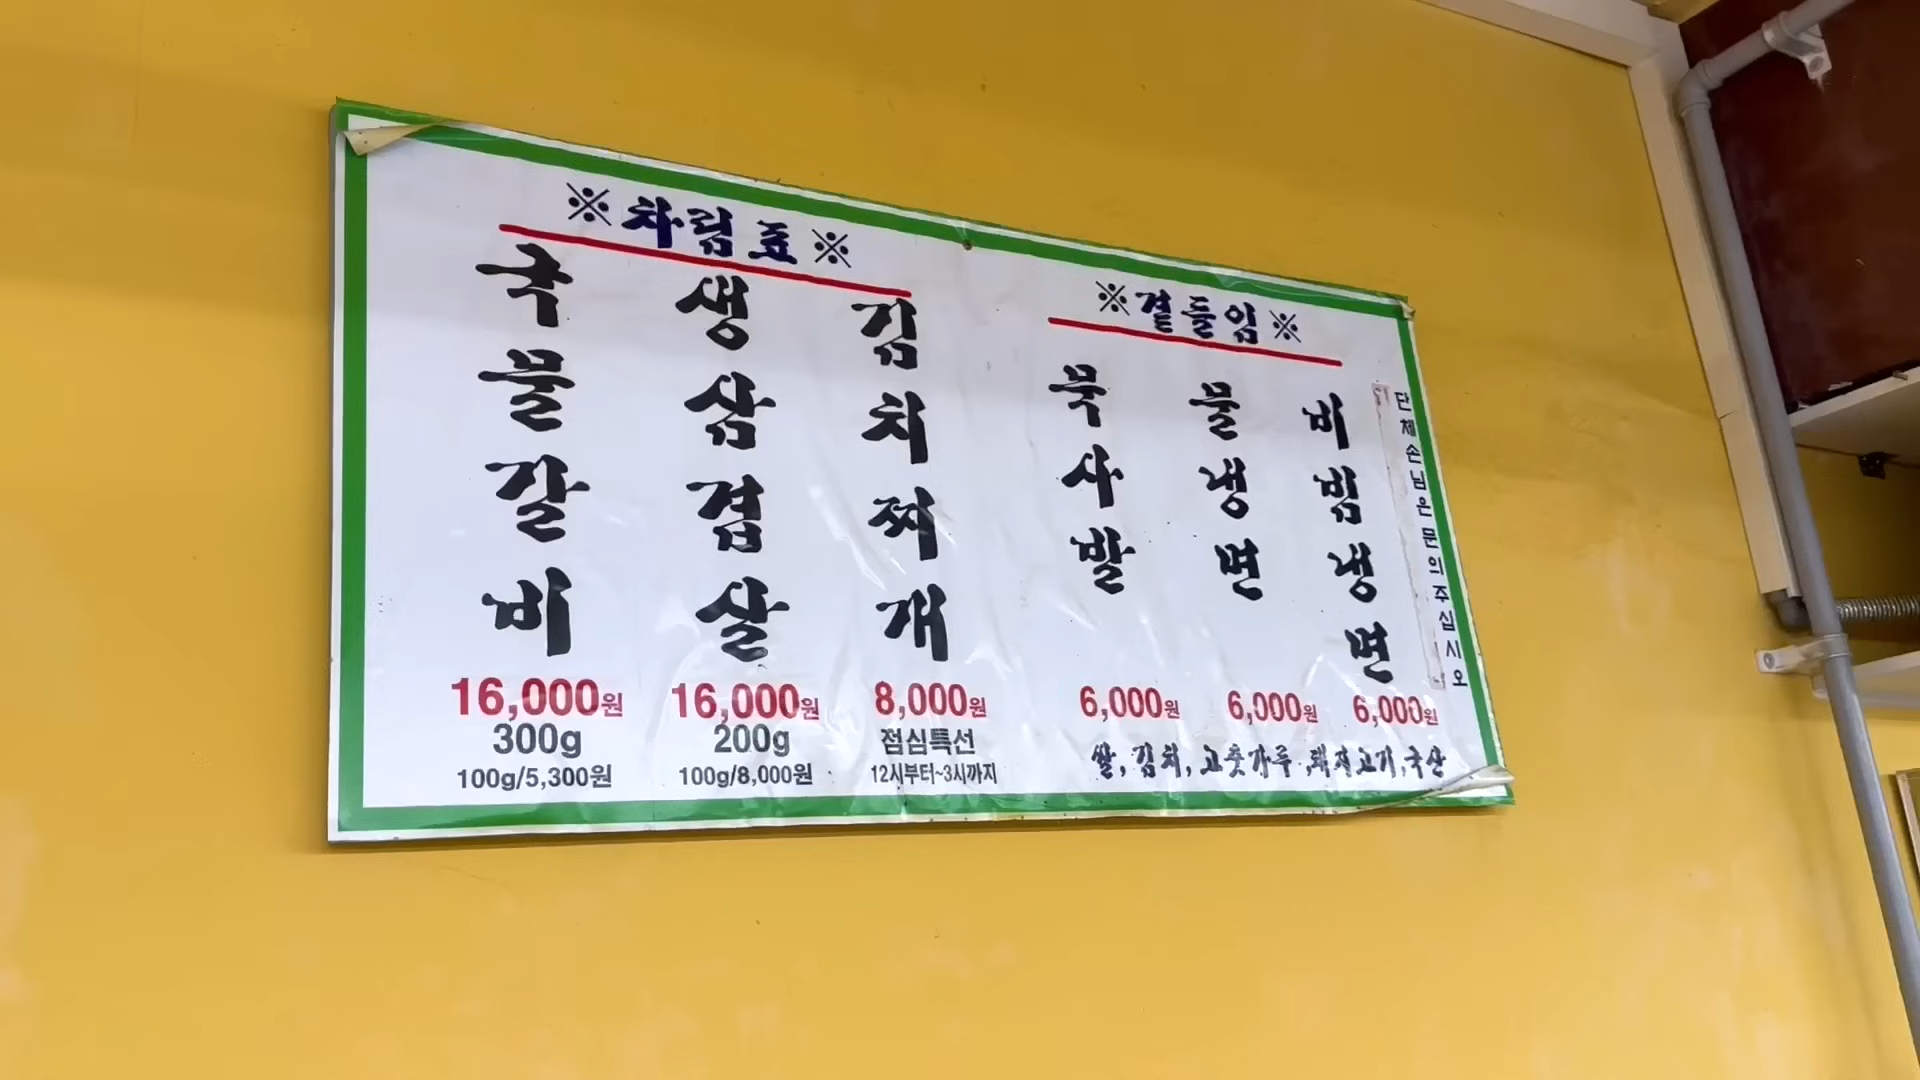 ※차림표※
국물갈비
16,000원
300g
100g/5,300원
생삼겹살
16,000원
200g
100g/8,000원
김치찌개
8,000원
점심특선
12시부터~3시까지
※곁들임※
묵사발
6,000원
물냉면
6,000원
비빔냉면
6,000원
단체손님은 문의주십시오
쌀, 김치, 고춧가루, 돼지고기, 국산